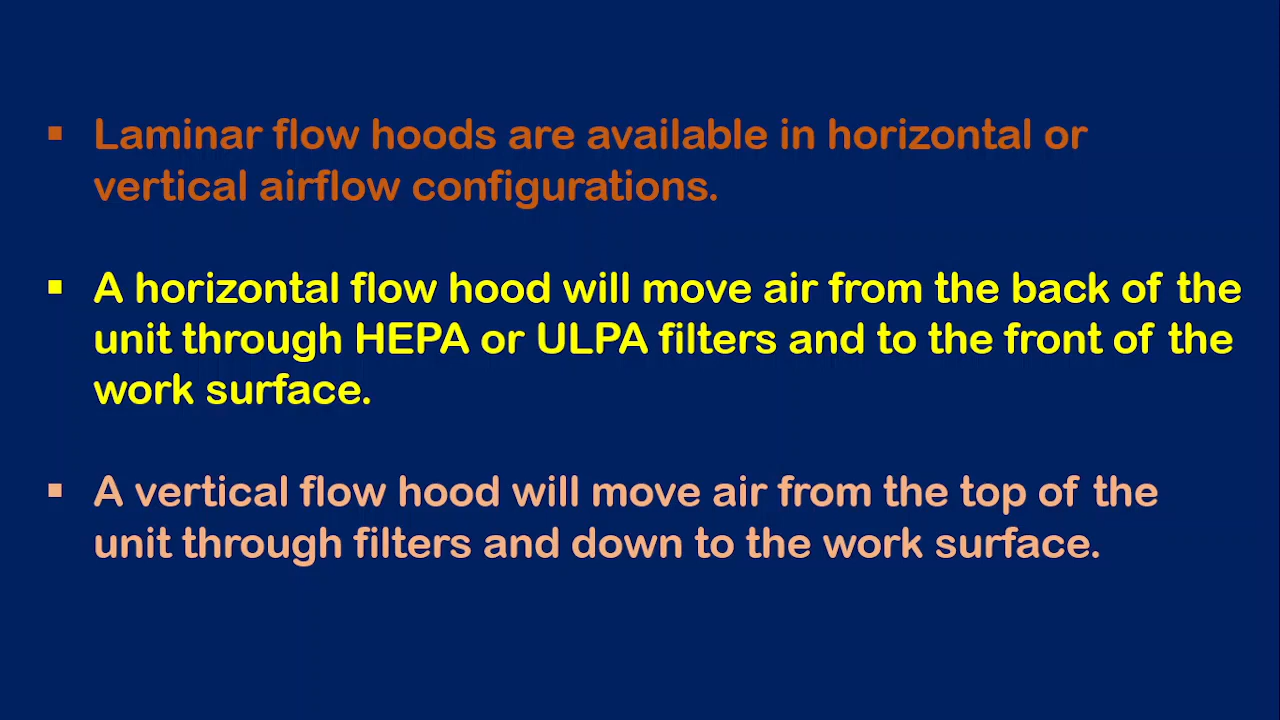 ▪ Laminar flow hoods are available in horizontal or
vertical airflow configurations.
▪ A horizontal flow hood will move air from the back of the
unit through HEPA or ULPA filters and to the front of the
work surface.
▪ A vertical flow hood will move air from the top of the
unit through filters and down to the work surface.